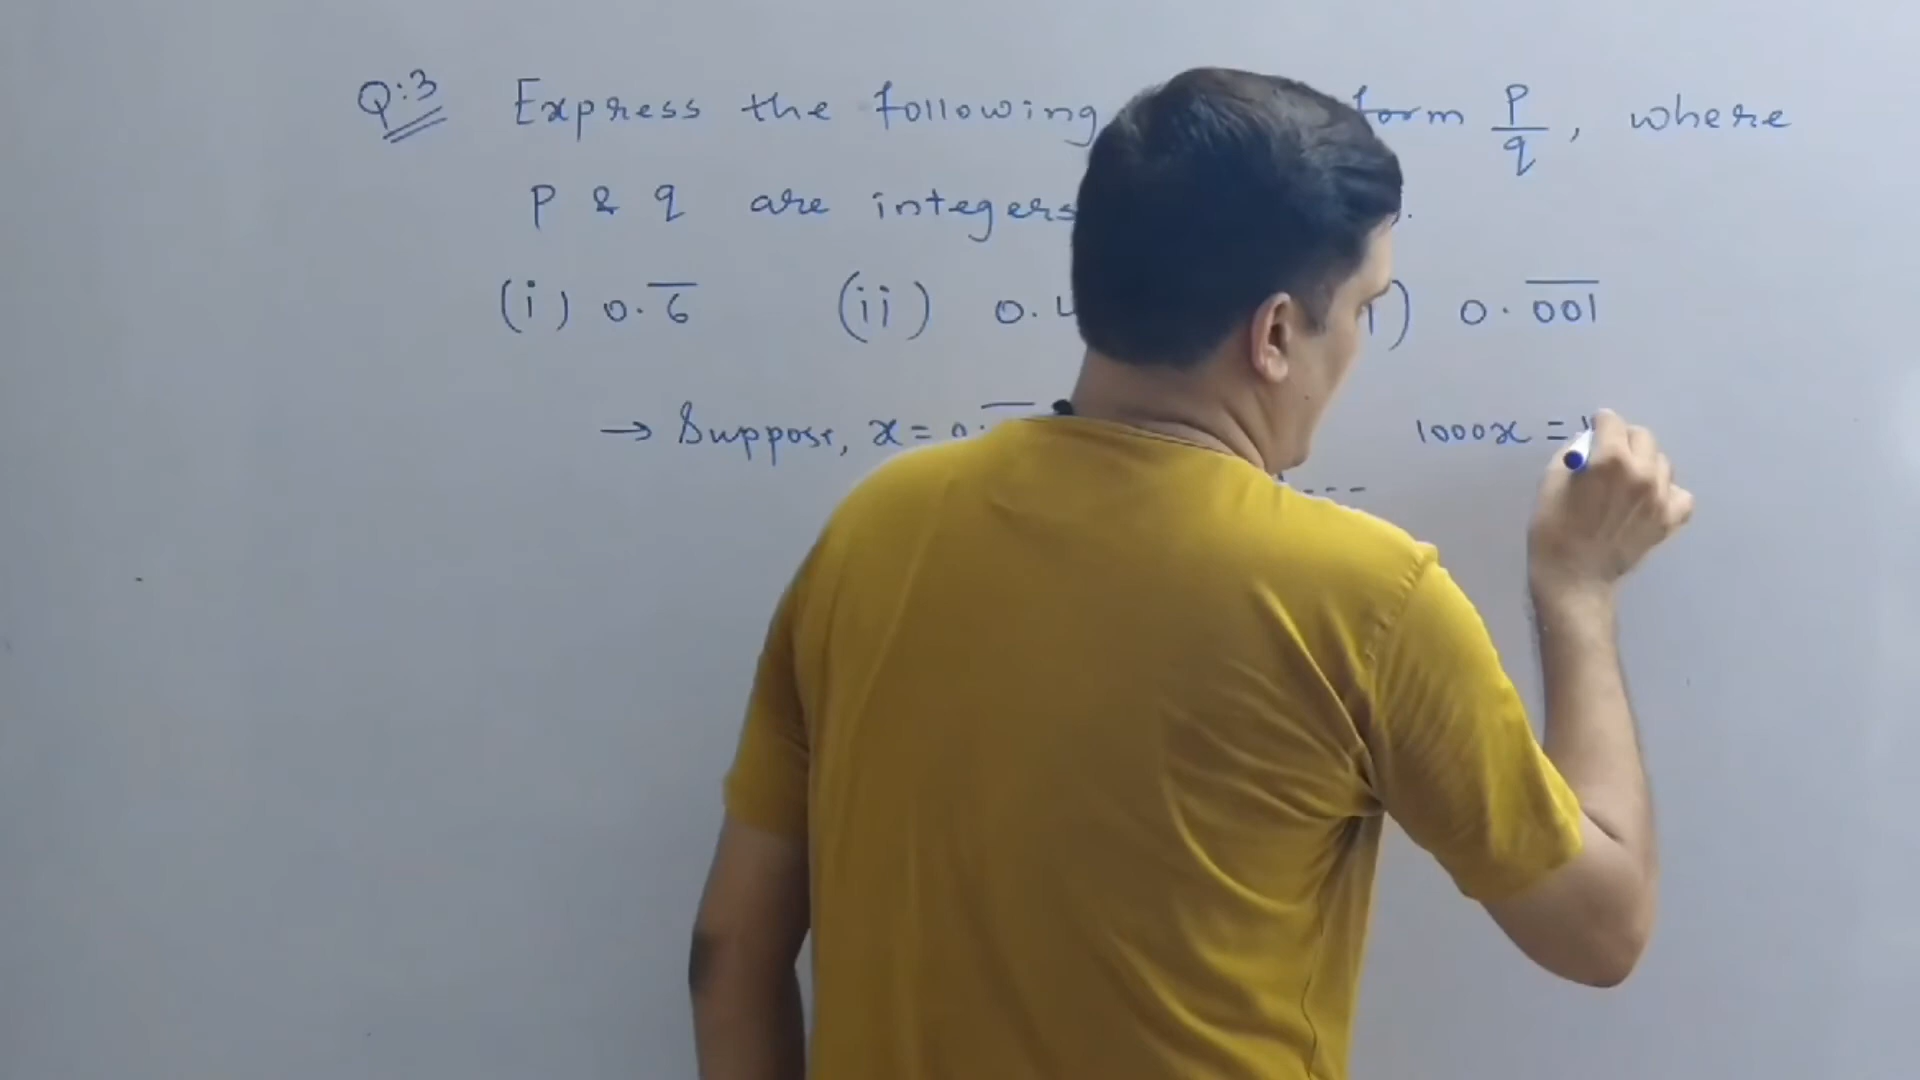 Q:3 Express the following form p/q, where
p & q are integers
(i) 0.6̅ (ii) 0.4 0.0̅0̅1̅
→ Suppose, x = 0. 1000x =
----